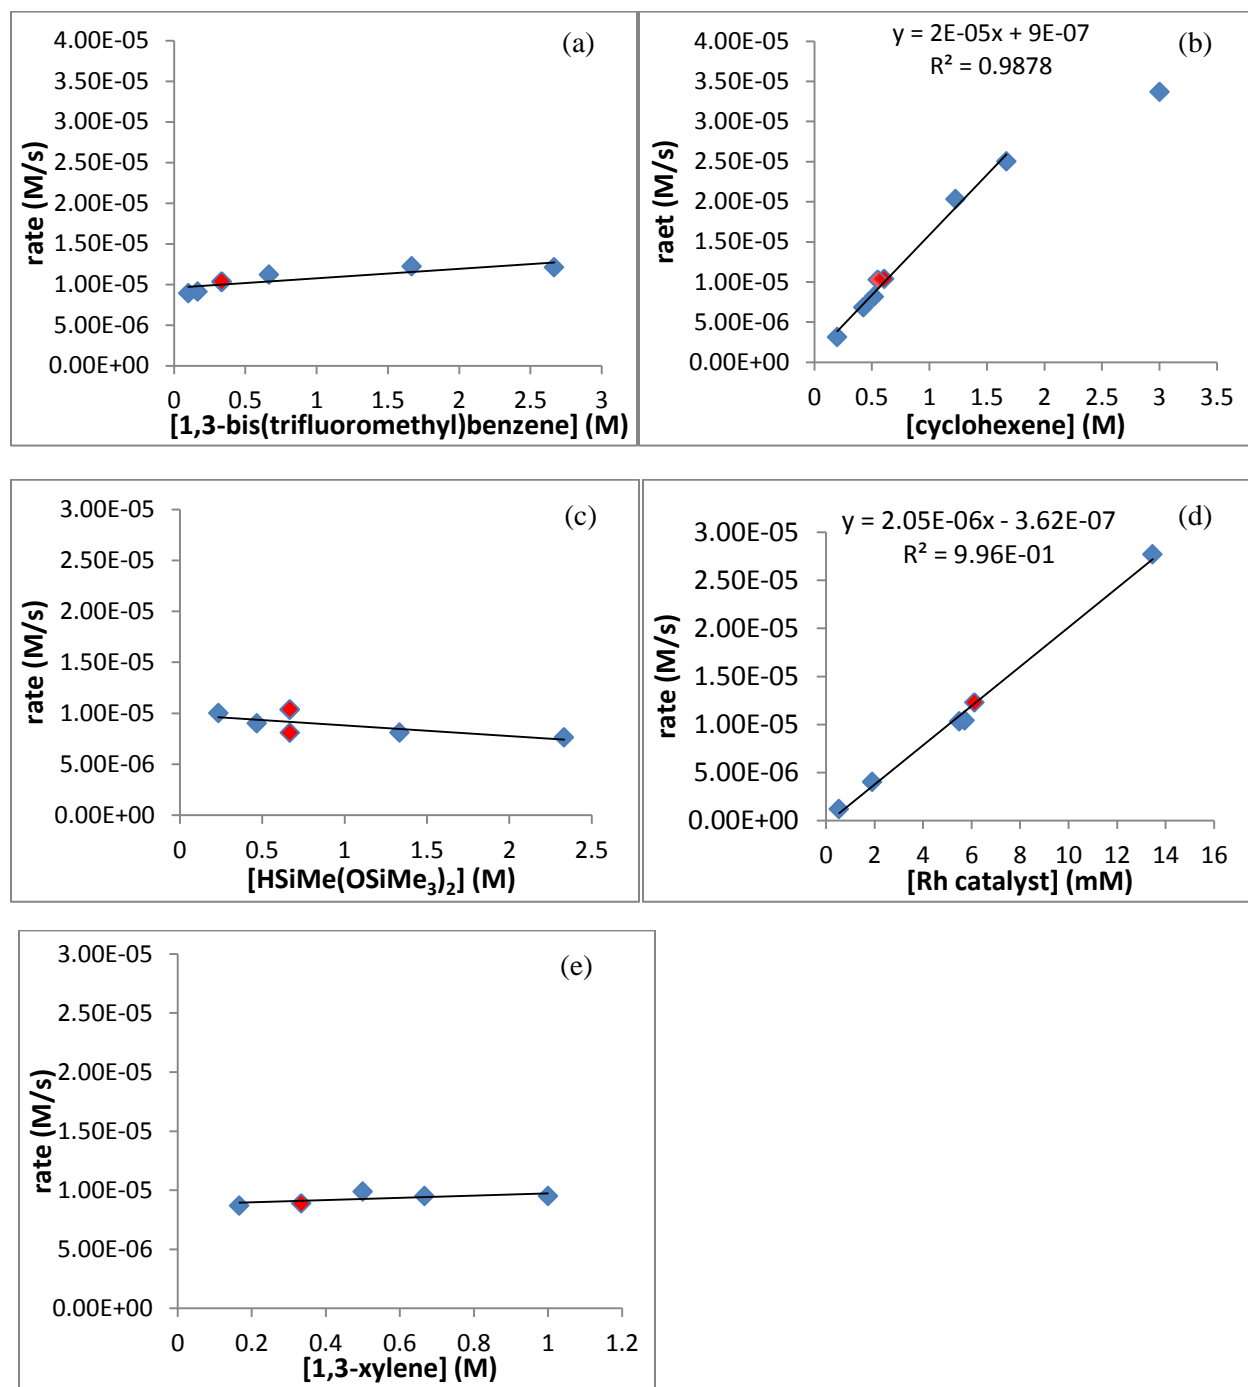 (a)
4.00E-05
3.50E-05
3.00E-05
2.50E-05
2.00E-05
1.50E-05
1.00E-05
5.00E-06
0.00E+00
rate (M/s)
0 0.5 1 1.5 2 2.5 3
[1,3-bis(trifluoromethyl)benzene] (M)
(b)
y = 2E-05x + 9E-07
R² = 0.9878
4.00E-05
3.50E-05
3.00E-05
2.50E-05
2.00E-05
1.50E-05
1.00E-05
5.00E-06
0.00E+00
raet (M/s)
0 0.5 1 1.5 2 2.5 3 3.5
[cyclohexene] (M)
(c)
3.00E-05
2.50E-05
2.00E-05
1.50E-05
1.00E-05
5.00E-06
0.00E+00
rate (M/s)
0 0.5 1 1.5 2 2.5
[HSiMe(OSiMe₃)₂] (M)
(d)
y = 2.05E-06x - 3.62E-07
R² = 9.96E-01
3.00E-05
2.50E-05
2.00E-05
1.50E-05
1.00E-05
5.00E-06
0.00E+00
rate (M/s)
0 2 4 6 8 10 12 14 16
[Rh catalyst] (mM)
(e)
3.00E-05
2.50E-05
2.00E-05
1.50E-05
1.00E-05
5.00E-06
0.00E+00
rate (M/s)
0 0.2 0.4 0.6 0.8 1 1.2
[1,3-xylene] (M)